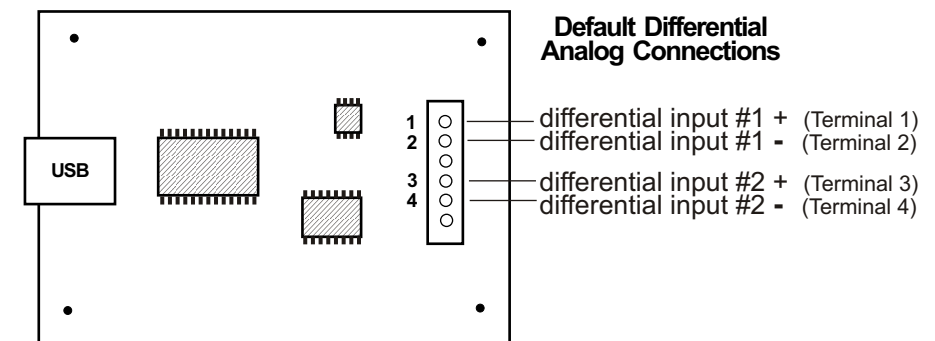 Default Differential
Analog Connections
1 differential input #1 + (Terminal 1)
2 differential input #1 - (Terminal 2)
USB
3 differential input #2 + (Terminal 3)
4 differential input #2 - (Terminal 4)